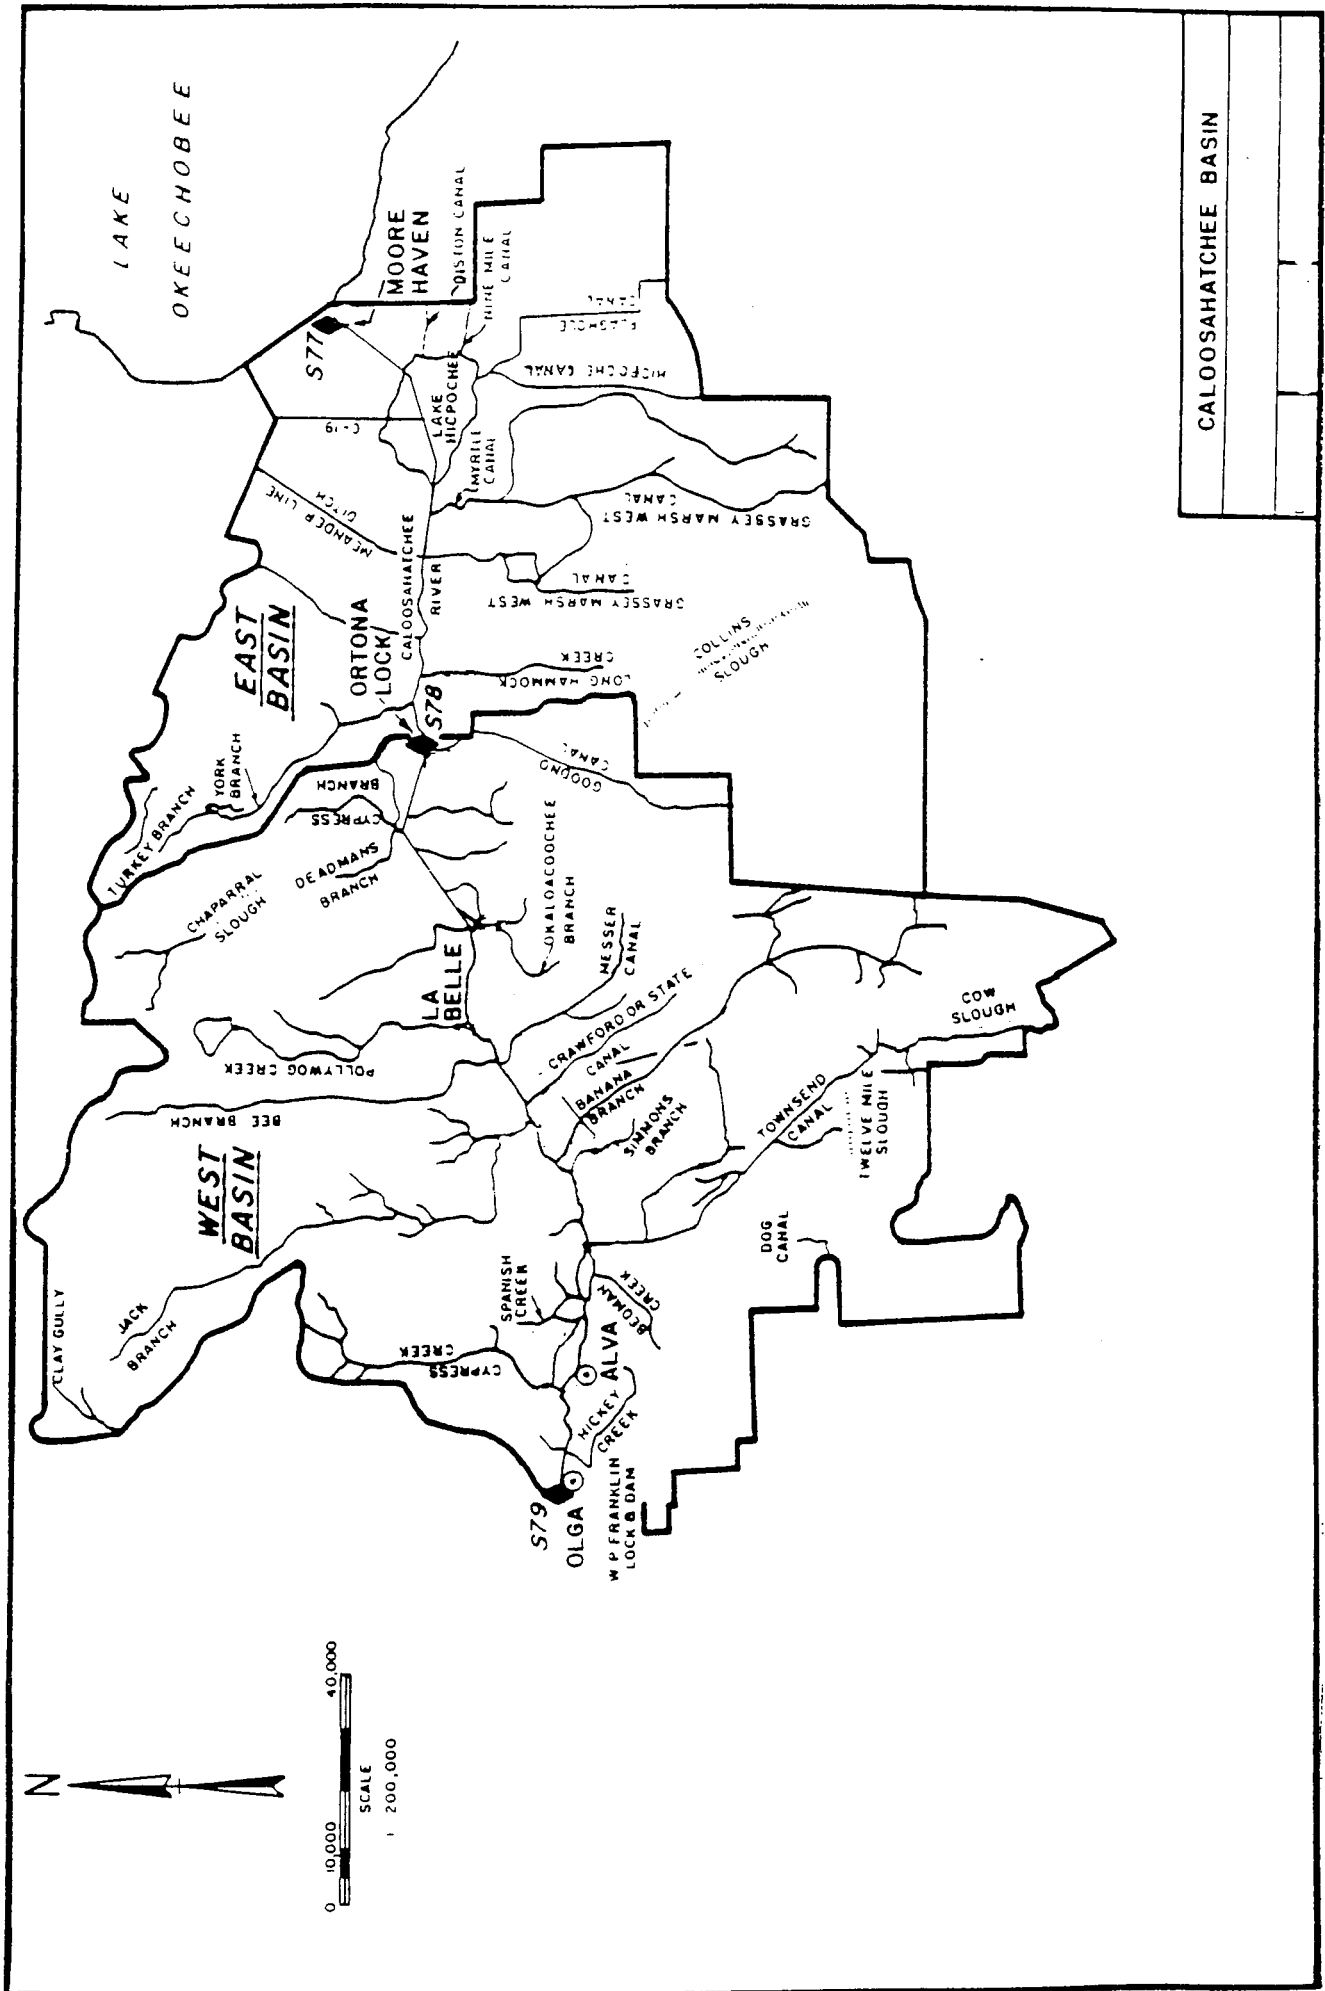 LAKE
OKEECHOBEE
MOORE
HAVEN
S77
DISTON CANAL
NINE MILE
CANAL
LAKE
HICPOCHEE
C-19
FLAGHOLE
CANAL
HICPOCHE CANAL
MYRTLE
CANAL
MEANDER LINE
DITCH
GRASSEY MARSH WEST
CANAL
CALOOSAHATCHEE
RIVER
GRASSEY MARSH WEST
CANAL
EAST
BASIN
ORTONA
LOCK
S78
LONG HAMMOCK
CREEK
COLLINS
SLOUGH
YORK
BRANCH
TURKEY BRANCH
CYPRESS
BRANCH
GOODNO
CANAL
CHAPARRAL
SLOUGH
DEADMANS
BRANCH
OKALOACOOCHEE
BRANCH
LA
BELLE
MESSER
CANAL
CRAWFORD OR STATE
CANAL
POLLYWOG CREEK
BEE BRANCH
BANANA
BRANCH
SIMMONS
BRANCH
TOWNSEND
CANAL
COW
SLOUGH
TWELVE MILE
SLOUGH
WEST
BASIN
DOG
CANAL
CLAY GULLY
JACK
BRANCH
SPANISH
CREEK
BEDMAN
CREEK
CYPRESS
CREEK
ALVA
HICKEY
CREEK
S79
OLGA
W P FRANKLIN
LOCK & DAM
N
0 10,000 40,000
SCALE
1 200,000
CALOOSAHATCHEE BASIN